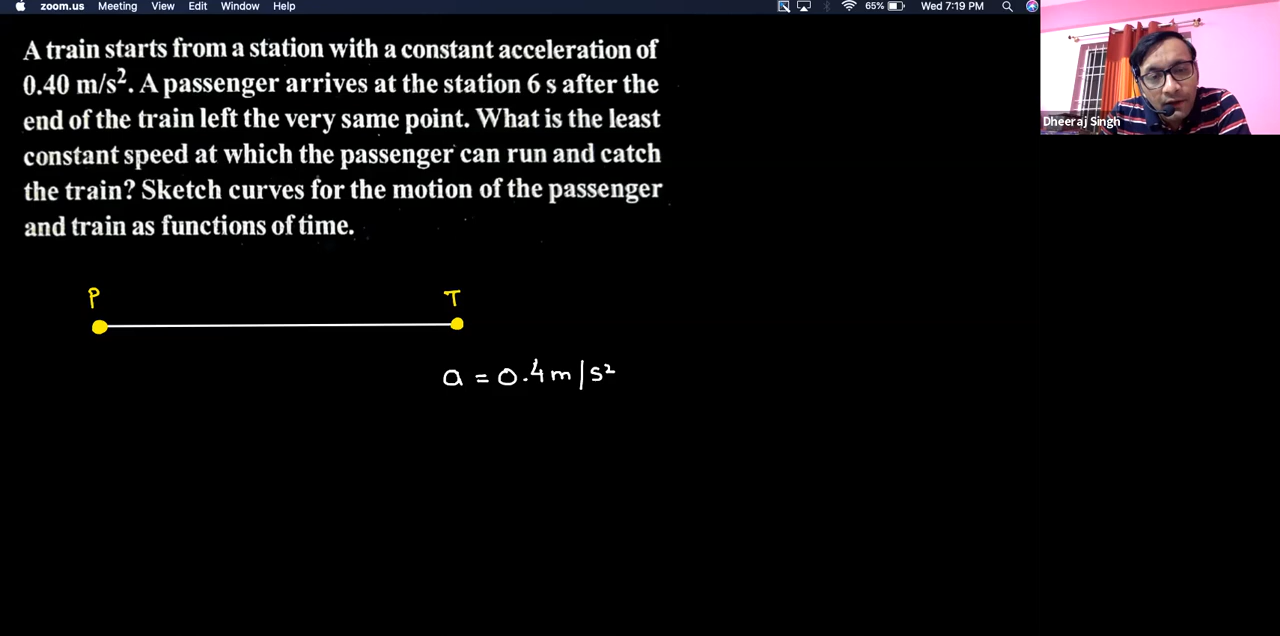 zoom.us Meeting View Edit Window Help 65% Wed 7:19 PM
A train starts from a station with a constant acceleration of
0.40 m/s². A passenger arrives at the station 6 s after the
end of the train left the very same point. What is the least
constant speed at which the passenger can run and catch
the train? Sketch curves for the motion of the passenger
and train as functions of time.
Dheeraj Singh
P T
a = 0.4 m/s²